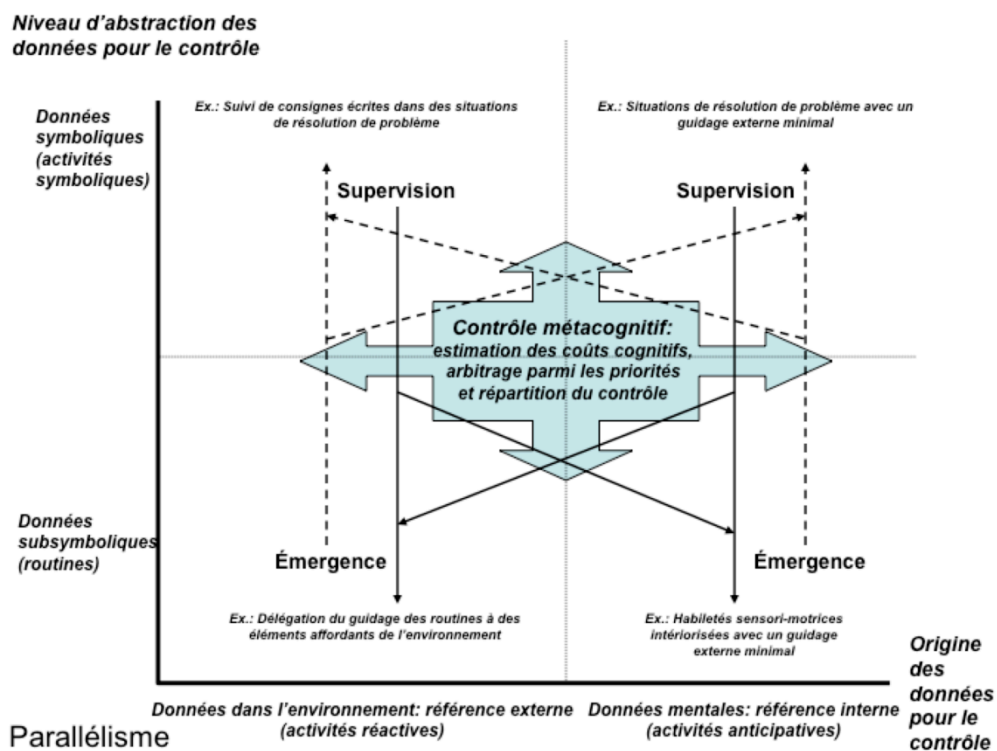 Niveau d'abstraction des
données pour le contrôle
Données
symboliques
(activités
symboliques)
Ex.: Suivi de consignes écrites dans des situations
de résolution de problème
Ex.: Situations de résolution de problème avec un
guidage externe minimal
Supervision
Supervision
Contrôle métacognitif:
estimation des coûts cognitifs,
arbitrage parmi les priorités
et répartition du contrôle
Données
subsymboliques
(routines)
Émergence
Émergence
Ex.: Délégation du guidage des routines à des
éléments affordants de l'environnement
Ex.: Habiletés sensori-motrices
intériorisées avec un guidage
externe minimal
Origine
des
données
pour le
contrôle
Données dans l'environnement: référence externe
(activités réactives)
Données mentales: référence interne
(activités anticipatives)
Parallélisme